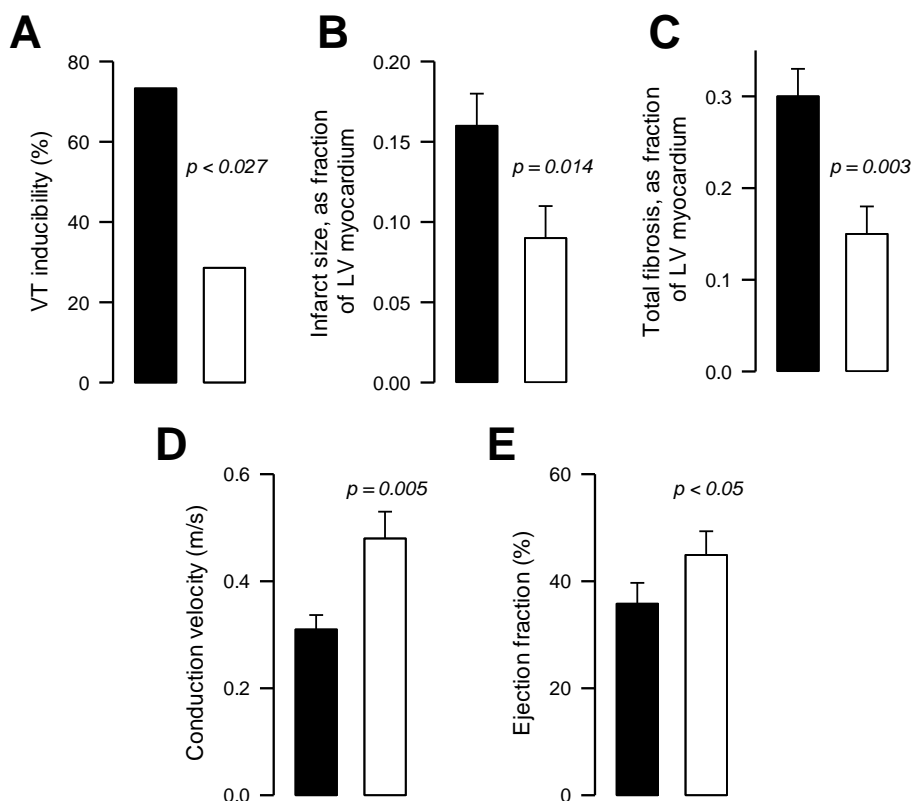 A
VT inducibility (%)
80
60
40
20
0
p < 0.027
B
Infarct size, as fraction
of LV myocardium
0.20
0.15
0.10
0.05
0.00
p = 0.014
C
Total fibrosis, as fraction
of LV myocardium
0.3
0.2
0.1
0.0
p = 0.003
D
Conduction velocity (m/s)
0.6
0.4
0.2
0.0
p = 0.005
E
Ejection fraction (%)
60
40
20
0
p < 0.05